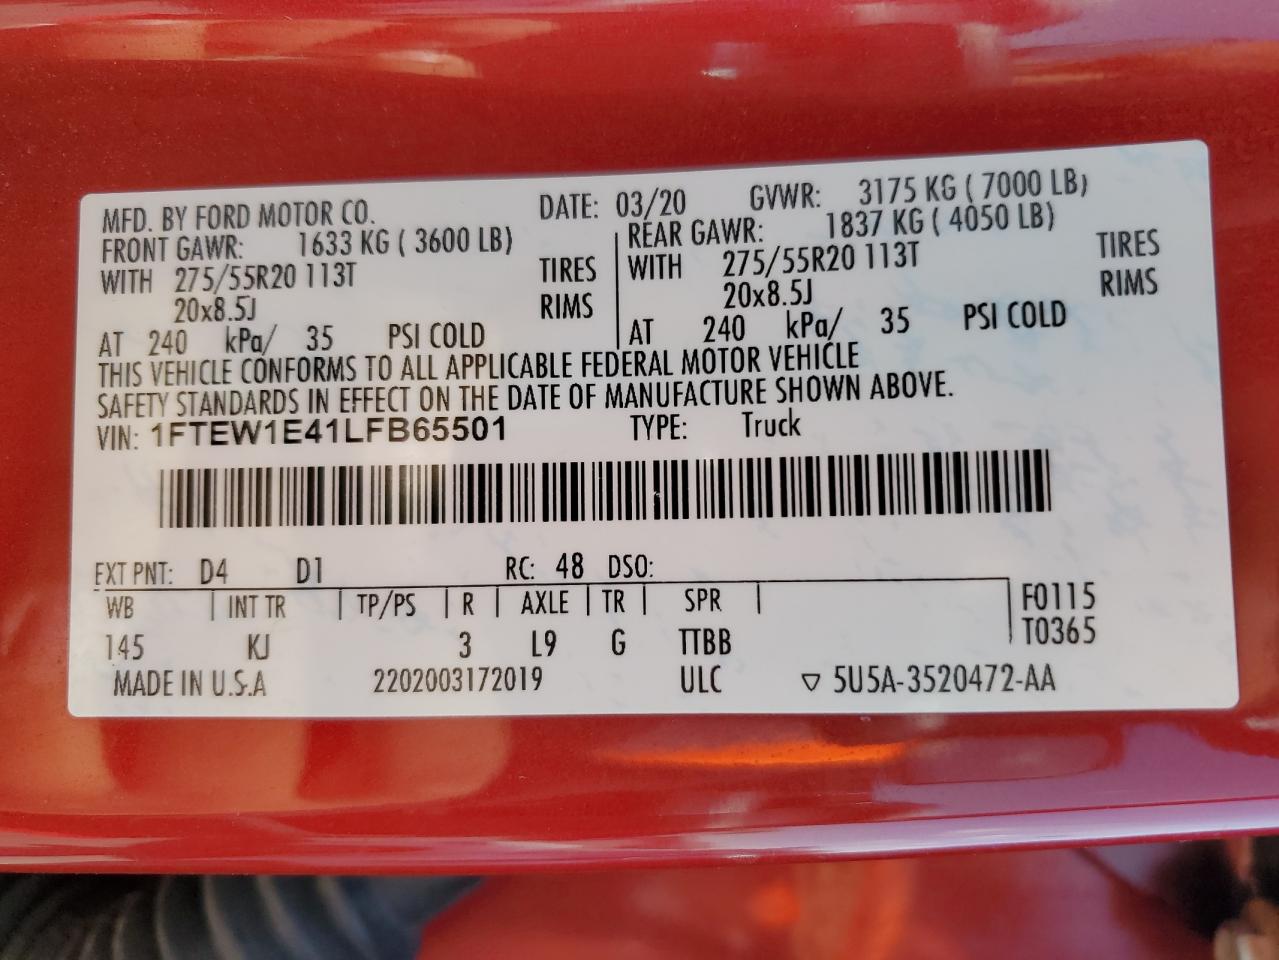 MFD. BY FORD MOTOR CO. DATE: 03/20 GVWR: 3175 KG ( 7000 LB)
FRONT GAWR: 1633 KG ( 3600 LB) REAR GAWR: 1837 KG ( 4050 LB)
WITH 275/55R20 113T TIRES WITH 275/55R20 113T TIRES
20x8.5J RIMS 20x8.5J RIMS
AT 240 kPa/ 35 PSI COLD AT 240 kPa/ 35 PSI COLD
THIS VEHICLE CONFORMS TO ALL APPLICABLE FEDERAL MOTOR VEHICLE
SAFETY STANDARDS IN EFFECT ON THE DATE OF MANUFACTURE SHOWN ABOVE.
VIN: 1FTEW1E41LFB65501 TYPE: Truck
EXT PNT: D4 D1 RC: 48 DSO:
WB INT TR TP/PS R AXLE TR SPR F0115
145 KJ 3 L9 G TTBB T0365
MADE IN U.S.A 2202003172019 ULC ▽ 5U5A-3520472-AA